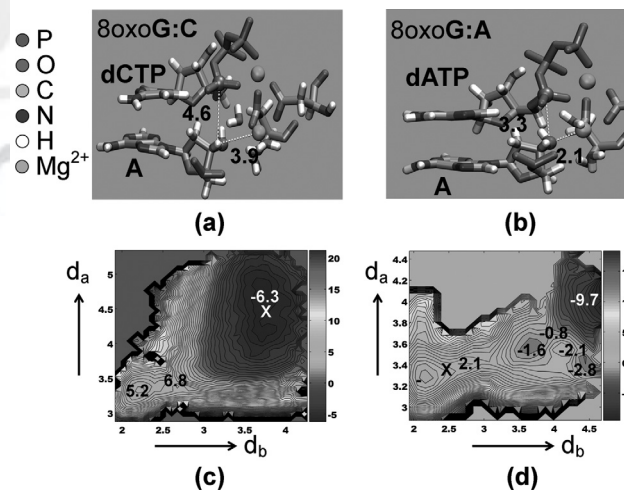 P
O
C
N
H
Mg2+
8oxoG:C
dCTP
4.6
3.9
A
(a)
8oxoG:A
dATP
3.3
2.1
A
(b)
da
db
5
4.5
4
3.5
3
2 2.5 3 3.5 4
-6.3
X
6.8
5.2
20
15
10
5
0
-5
(c)
da
db
4.4
4.2
4
3.8
3.6
3.4
3.2
3
2 2.5 3 3.5 4 4.5
-9.7
-0.8
-1.6
-2.1
-2.8
X 2.1
-
(d)